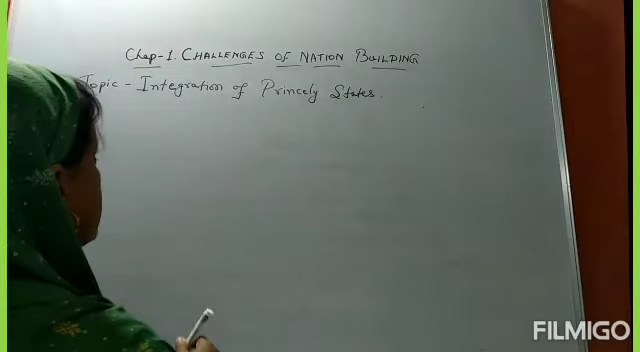 Chap-1. CHALLENGES OF NATION BUILDING
Topic - Integration of Princely States.
FILMIGO